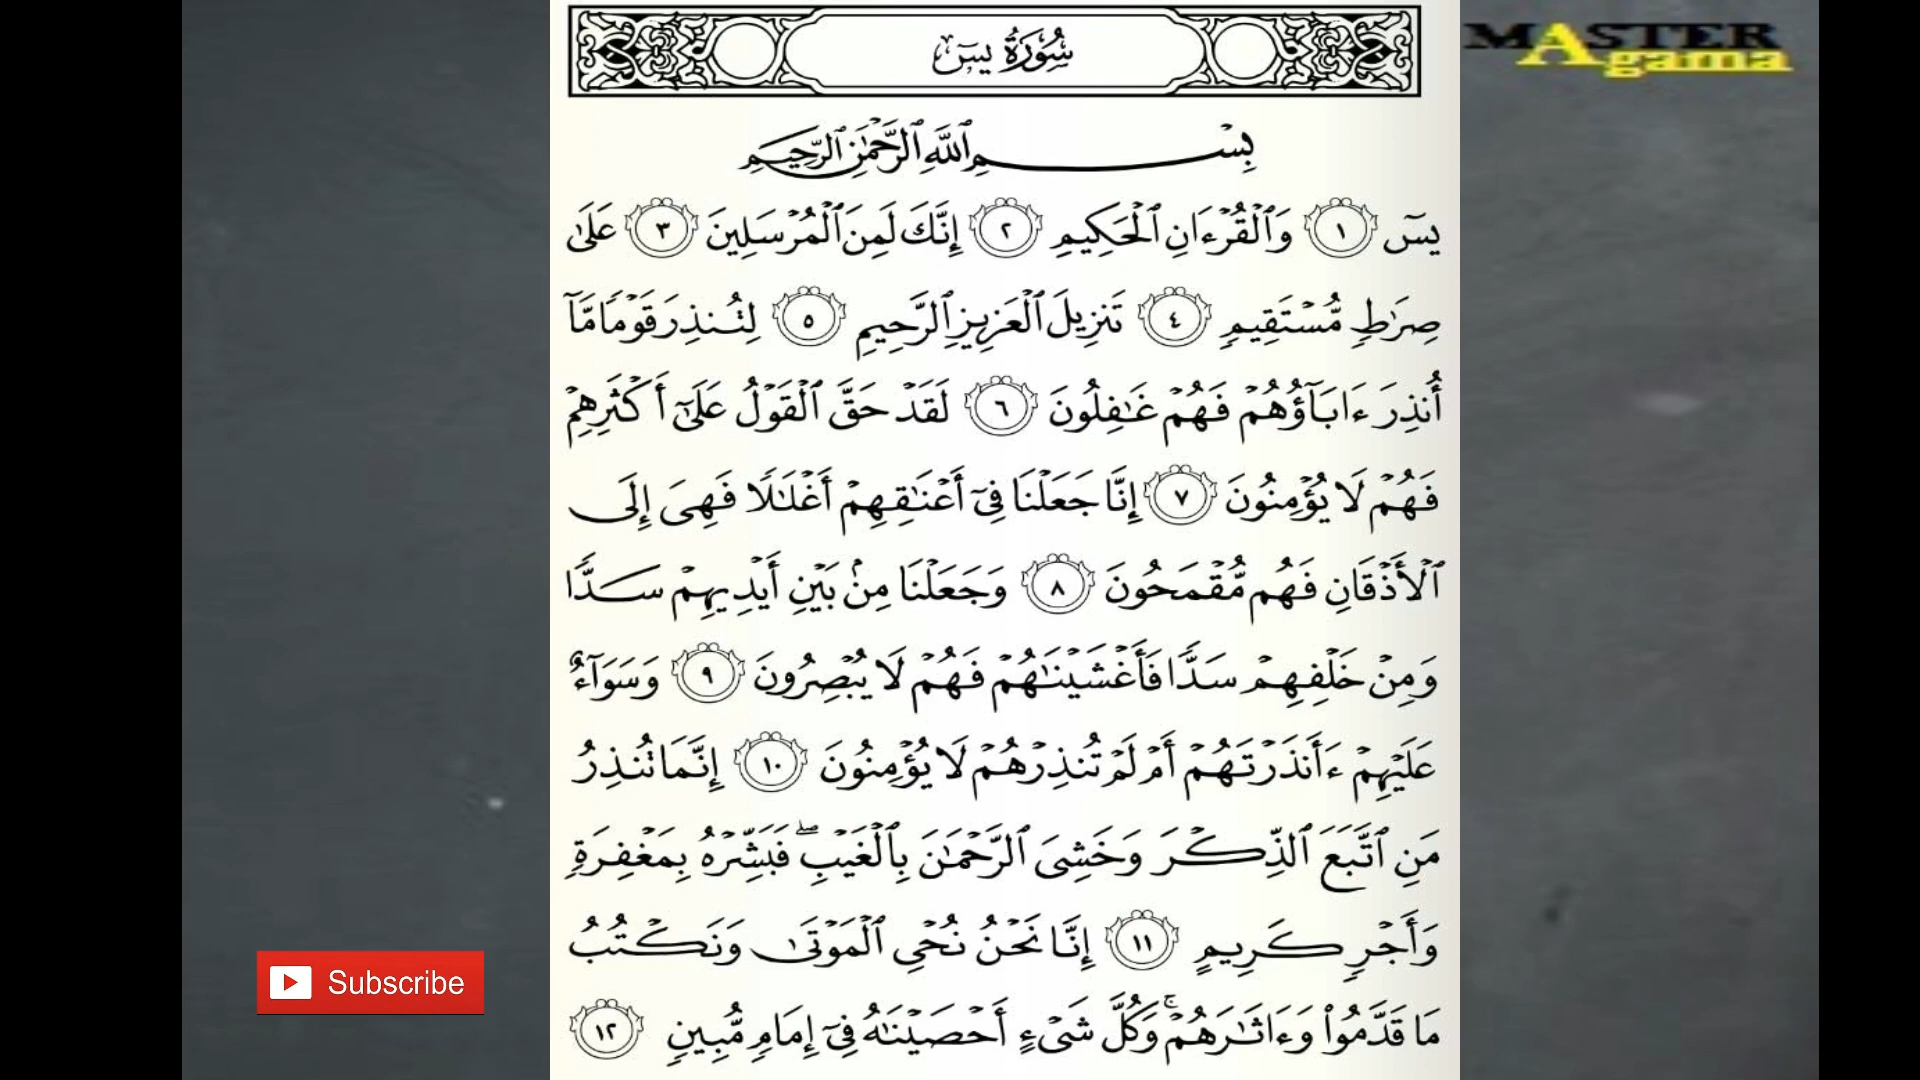 سُورَةُ يسٓ
MASTER
Agama
بِسۡمِ ٱللَّهِ ٱلرَّحۡمَٰنِ ٱلرَّحِيمِ
يسٓ ١ وَٱلۡقُرۡءَانِ ٱلۡحَكِيمِ ٢ إِنَّكَ لَمِنَ ٱلۡمُرۡسَلِينَ ٣ عَلَىٰ
صِرَٰطٖ مُّسۡتَقِيمٖ ٤ تَنزِيلَ ٱلۡعَزِيزِ ٱلرَّحِيمِ ٥ لِتُنذِرَ قَوۡمٗا مَّآ
أُنذِرَ ءَابَآؤُهُمۡ فَهُمۡ غَٰفِلُونَ ٦ لَقَدۡ حَقَّ ٱلۡقَوۡلُ عَلَىٰٓ أَكۡثَرِهِمۡ
فَهُمۡ لَا يُؤۡمِنُونَ ٧ إِنَّا جَعَلۡنَا فِيٓ أَعۡنَٰقِهِمۡ أَغۡلَٰلٗا فَهِيَ إِلَى
ٱلۡأَذۡقَانِ فَهُم مُّقۡمَحُونَ ٨ وَجَعَلۡنَا مِنۢ بَيۡنِ أَيۡدِيهِمۡ سَدّٗا
وَمِنۡ خَلۡفِهِمۡ سَدّٗا فَأَغۡشَيۡنَٰهُمۡ فَهُمۡ لَا يُبۡصِرُونَ ٩ وَسَوَآءٌ
عَلَيۡهِمۡ ءَأَنذَرۡتَهُمۡ أَمۡ لَمۡ تُنذِرۡهُمۡ لَا يُؤۡمِنُونَ ١٠ إِنَّمَا تُنذِرُ
مَنِ ٱتَّبَعَ ٱلذِّكۡرَ وَخَشِيَ ٱلرَّحۡمَٰنَ بِٱلۡغَيۡبِۖ فَبَشِّرۡهُ بِمَغۡفِرَةٖ
وَأَجۡرٖ كَرِيمٍ ١١ إِنَّا نَحۡنُ نُحۡيِ ٱلۡمَوۡتَىٰ وَنَكۡتُبُ
مَا قَدَّمُواْ وَءَاثَٰرَهُمۡۚ وَكُلَّ شَيۡءٍ أَحۡصَيۡنَٰهُ فِيٓ إِمَامٖ مُّبِينٖ ١٢
Subscribe